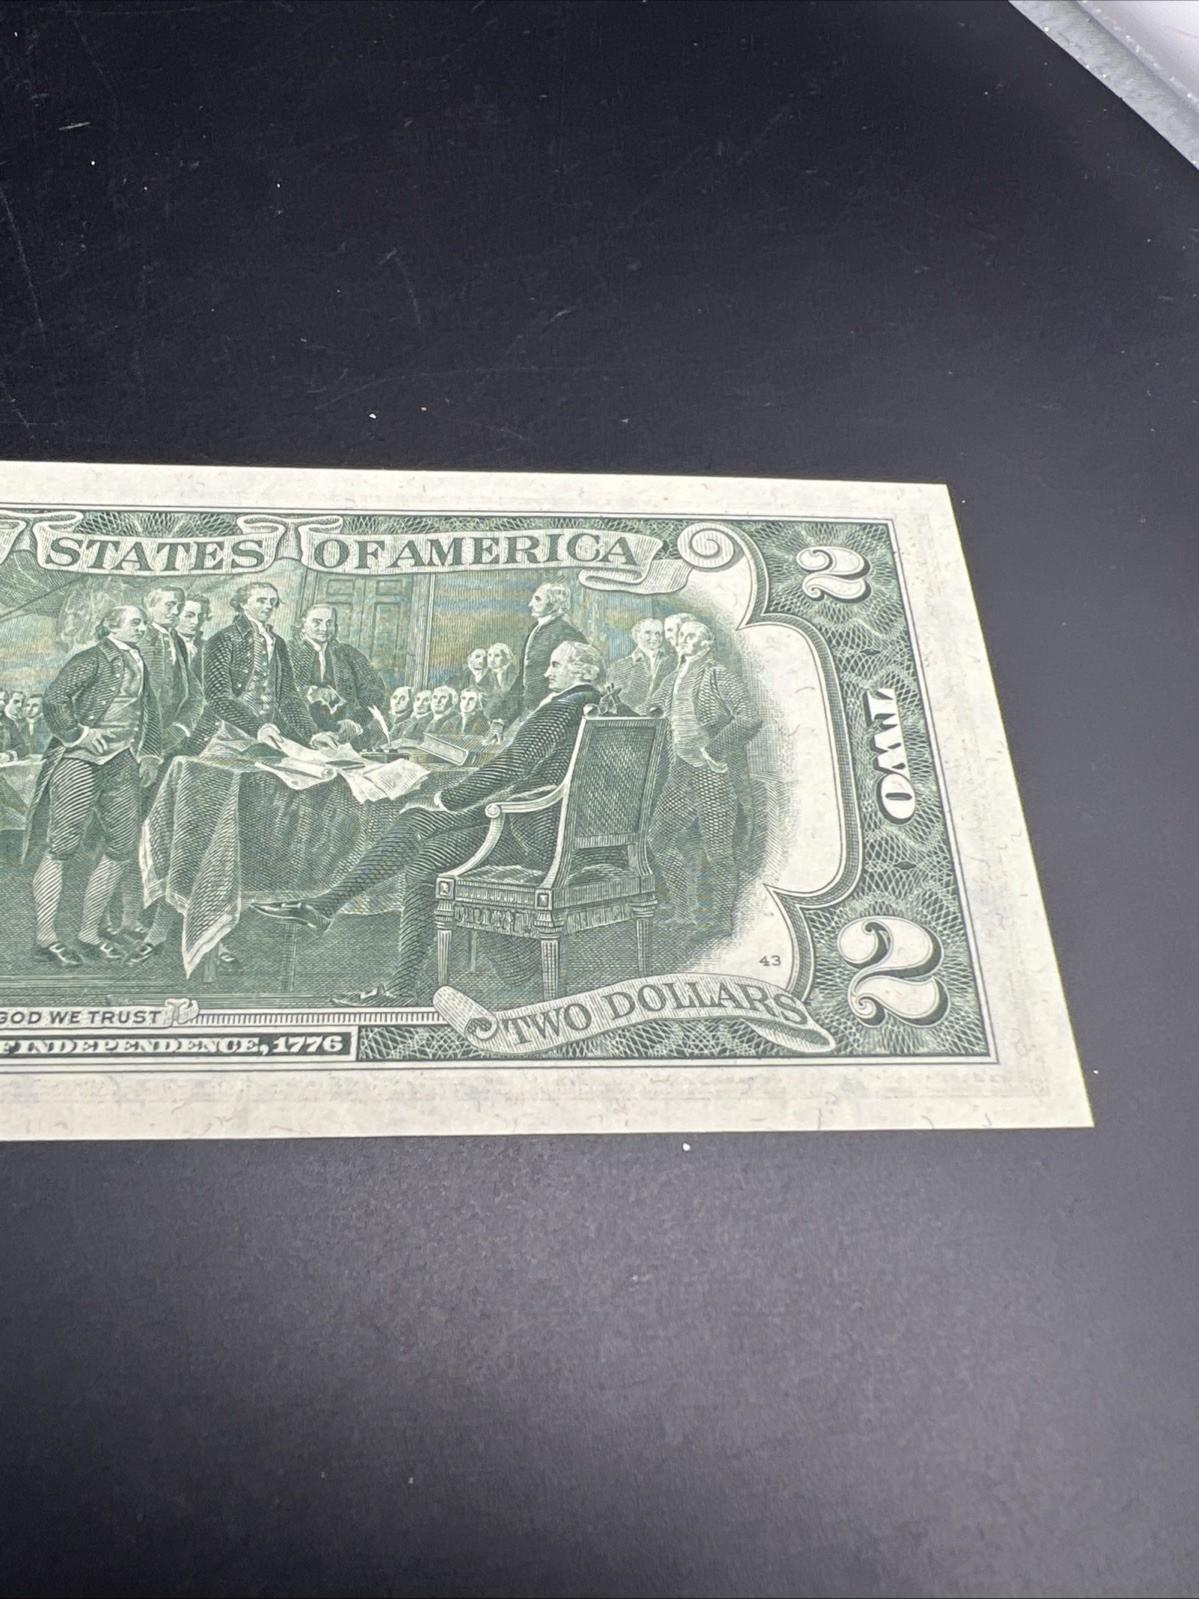 STATES OF AMERICA
2
TWO
43
2
TWO DOLLARS
GOD WE TRUST
INDEPENDENCE, 1776